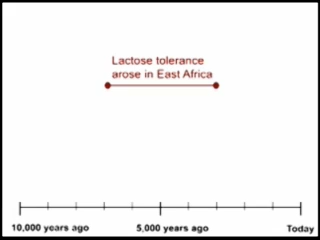 Lactose tolerance
arose in East Africa
10,000 years ago 5,000 years ago Today